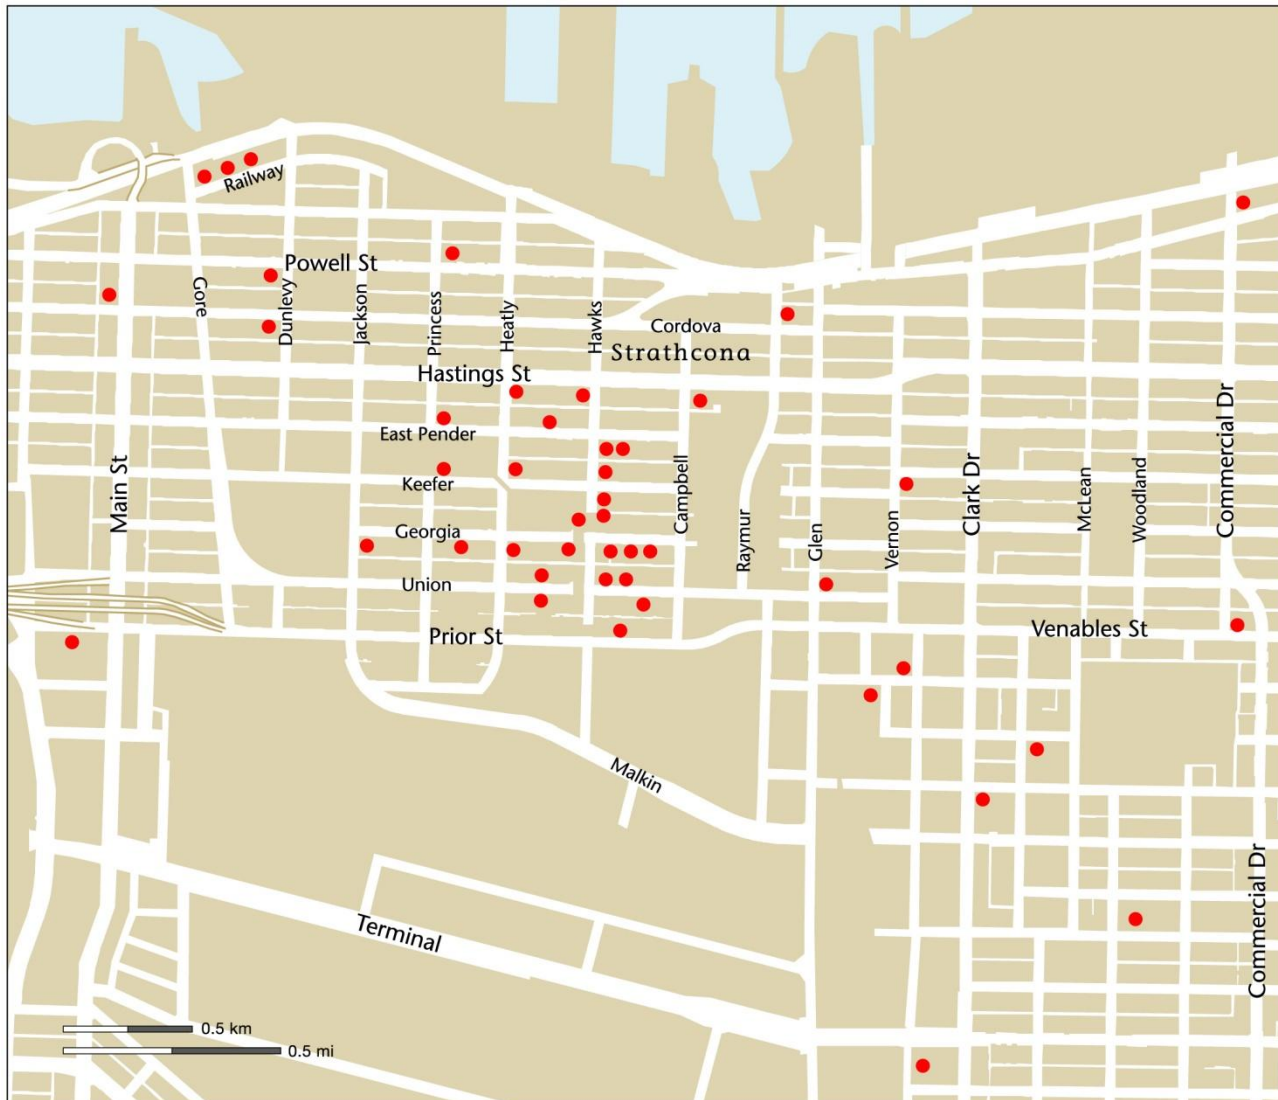 Railway
Powell St
Gore
Dunlevy
Jackson
Princess
Heatly
Hawks
Cordova
Strathcona
Hastings St
East Pender
Keefer
Georgia
Union
Prior St
Main St
Campbell
Raymur
Glen
Vernon
Clark Dr
McLean
Woodland
Commercial Dr
Venables St
Malkin
Terminal
Commercial Dr
0.5 km
0.5 mi